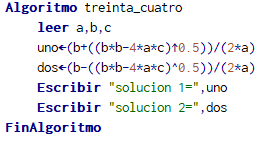 Algoritmo treinta_cuatro
leer a,b,c
uno←(b+((b*b-4*a*c)↑0.5))/(2*a)
dos←(b-((b*b-4*a*c)^0.5))/(2*a)
Escribir "solucion 1=",uno
Escribir "solucion 2=",dos
FinAlgoritmo